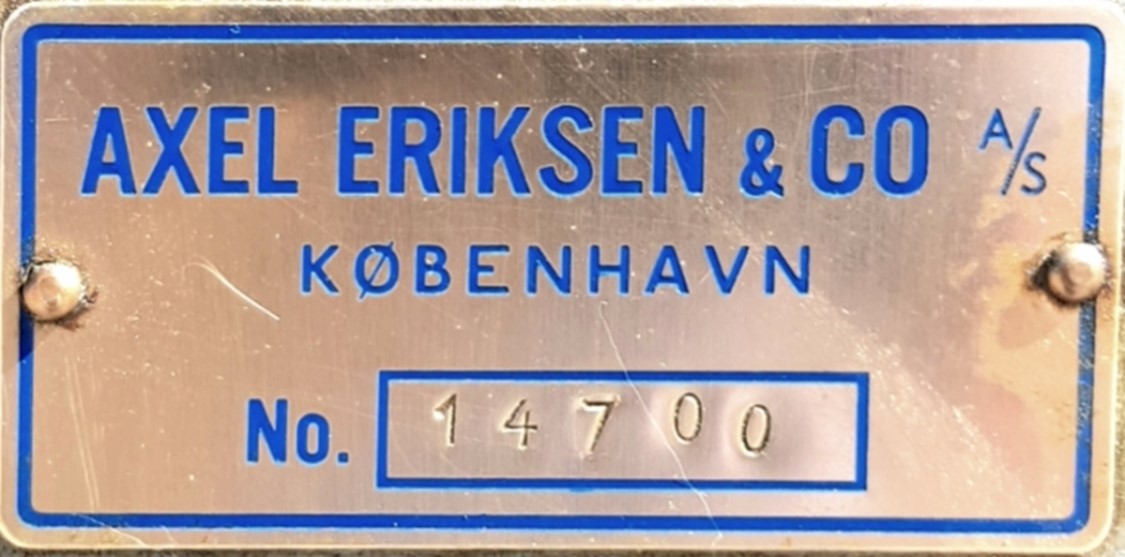 AXEL ERIKSEN & CO A/S
KØBENHAVN
No. 14700